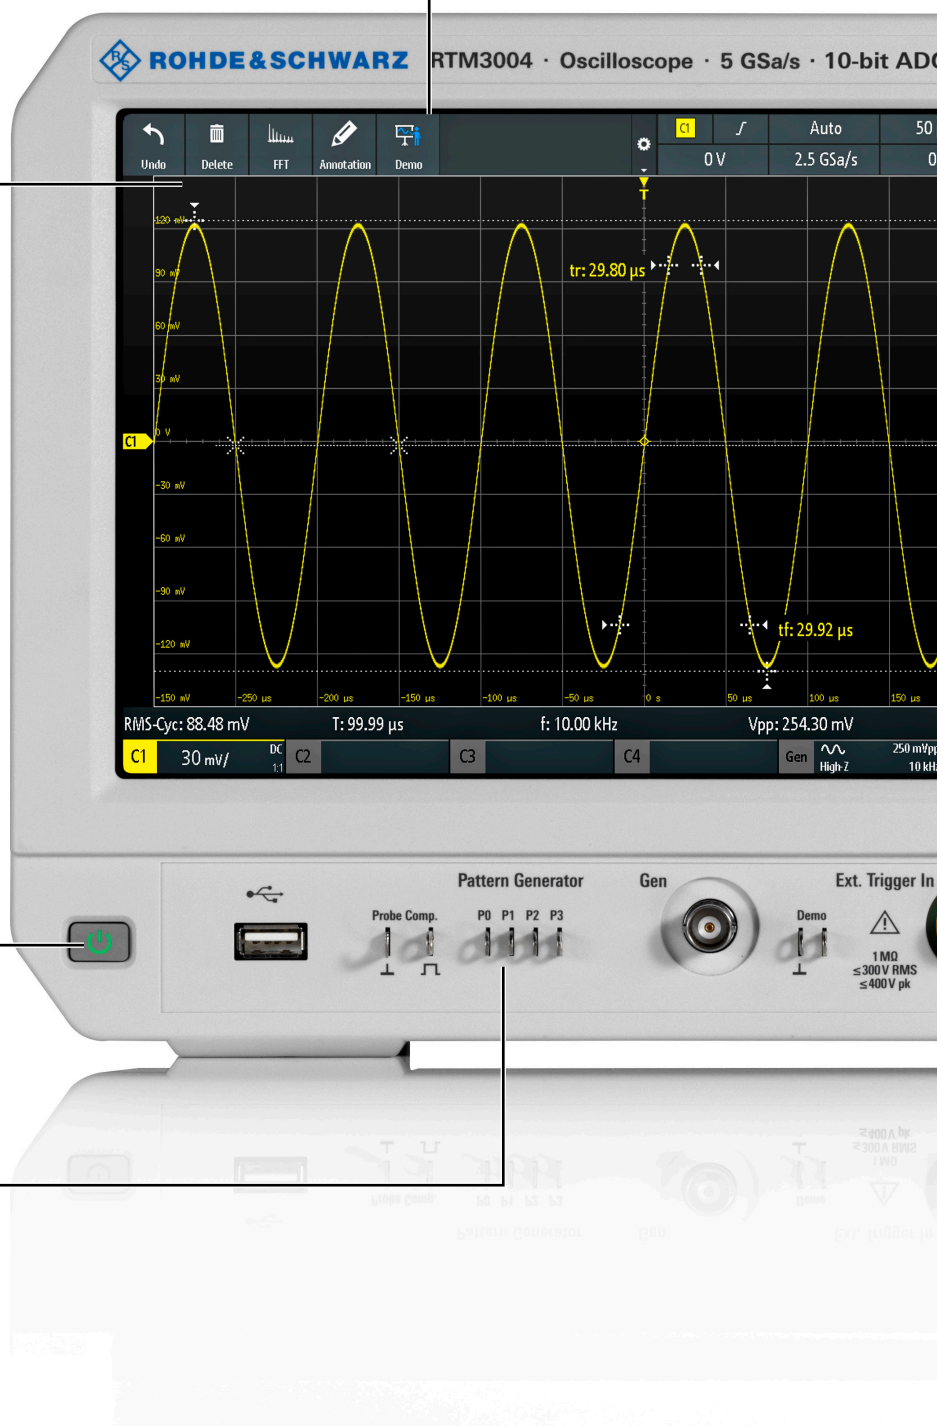 R&S ROHDE & SCHWARZ RTM3004 · Oscilloscope · 5 GSa/s · 10-bit ADC
C1 Auto 50
Undo Delete FFT Annotation Demo 0 V 2.5 GSa/s 0
T
120 mV
tr: 29.80 µs
90 mV
60 mV
30 mV
C1 0 V
-30 mV
-60 mV
-90 mV
tf: 29.92 µs
-120 mV
-150 mV -250 µs -200 µs -150 µs -100 µs -50 µs 0 s 50 µs 100 µs 150 µs
RMS-Cyc: 88.48 mV T: 99.99 µs f: 10.00 kHz Vpp: 254.30 mV
C1 30 mV/ DC 1:1 C2 C3 C4 Gen High-Z 250 mVpp 10 kHz
Pattern Generator Gen Ext. Trigger In
Probe Comp. P0 P1 P2 P3 Demo
1 MΩ
≤300 V RMS
≤400 V pk